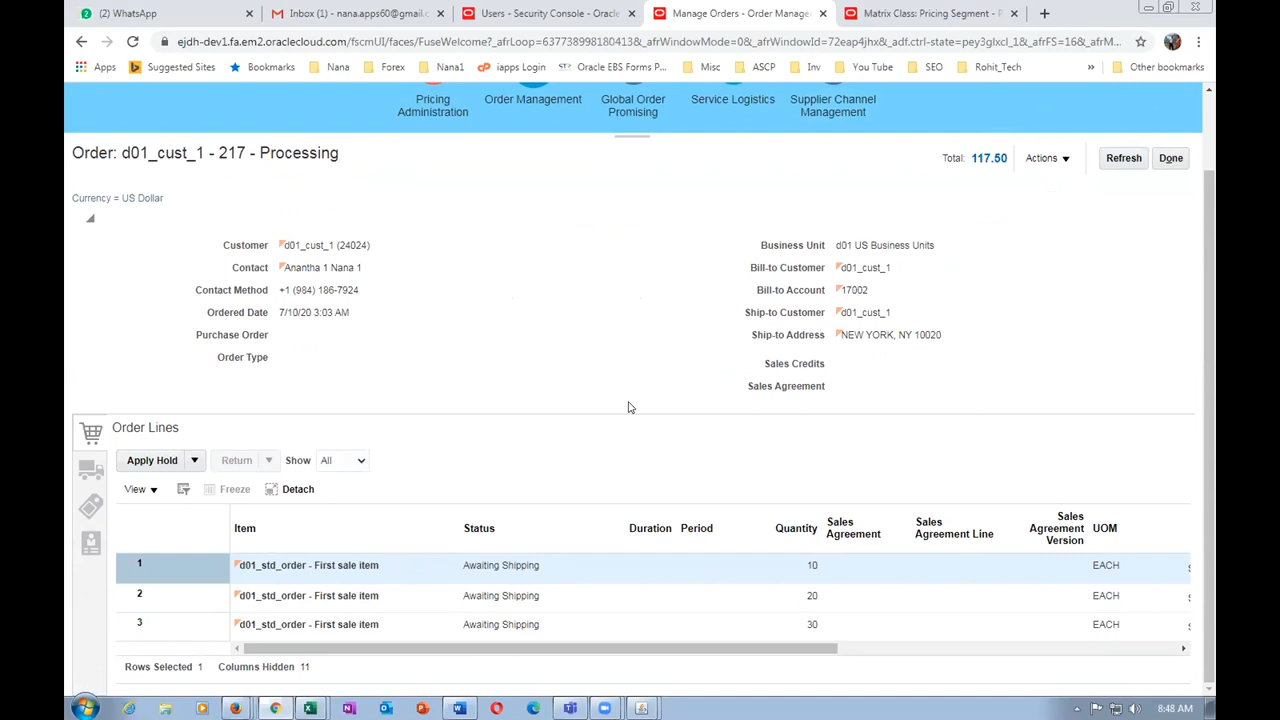 WhatsApp
Inbox (1) - nana.apps60@gmail.c
Users - Security Console - Oracle
Manage Orders - Order Manage
Matrix Class: Pricing Segment - P
ejdh-dev1.fa.em2.oraclecloud.com/fscmUI/faces/FuseWelcome?_afrLoop=6377389981804 13&_afrWindowMode=0&_afrWindowId=72eap4jhx&_adf.ctrl-state=pey3glxcl_1&_afrFS=16&_afrM...
Apps
Suggested Sites
Bookmarks
Nana
Forex
Nana1
iapps Login
Oracle EBS Forms P...
Misc
ASCP
Inv
You Tube
SEO
Rohit_Tech
»
Other bookmarks
Pricing Administration
Order Management
Global Order Promising
Service Logistics
Supplier Channel Management
Order: d01_cust_1 - 217 - Processing
Total: 117.50
Actions
Refresh
Done
Currency = US Dollar
Customer d01_cust_1 (24024)
Contact Anantha 1 Nana 1
Contact Method +1 (984) 186-7924
Ordered Date 7/10/20 3:03 AM
Purchase Order
Order Type
Business Unit d01 US Business Units
Bill-to Customer d01_cust_1
Bill-to Account 17002
Ship-to Customer d01_cust_1
Ship-to Address NEW YORK, NY 10020
Sales Credits
Sales Agreement
Order Lines
Apply Hold
Return
Show All
View
Freeze
Detach
Item Status Duration Period Quantity Sales Agreement Sales Agreement Line Sales Agreement Version UOM
1 d01_std_order - First sale item Awaiting Shipping 10 EACH
2 d01_std_order - First sale item Awaiting Shipping 20 EACH
3 d01_std_order - First sale item Awaiting Shipping 30 EACH
Rows Selected 1 Columns Hidden 11
8:48 AM